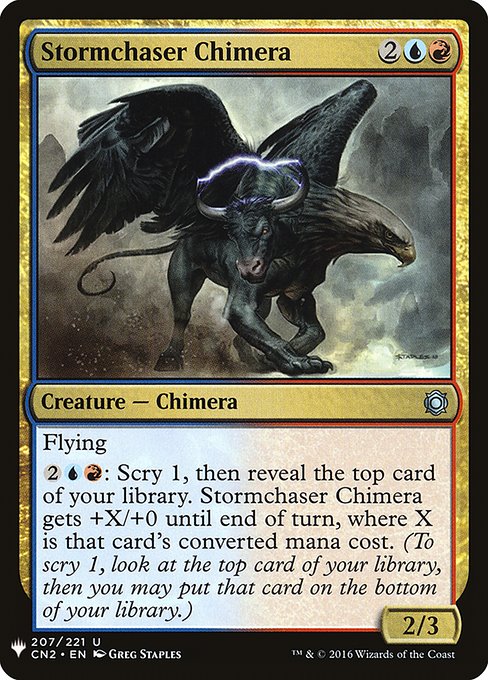 Stormchaser Chimera 2
Creature — Chimera
Flying
2 : Scry 1, then reveal the top card
of your library. Stormchaser Chimera
gets +X/+0 until end of turn, where X
is that card's converted mana cost. (To
scry 1, look at the top card of your library,
then you may put that card on the bottom
of your library.)
2/3
207/221 U
CN2 • EN Greg Staples
™ & © 2016 Wizards of the Coast